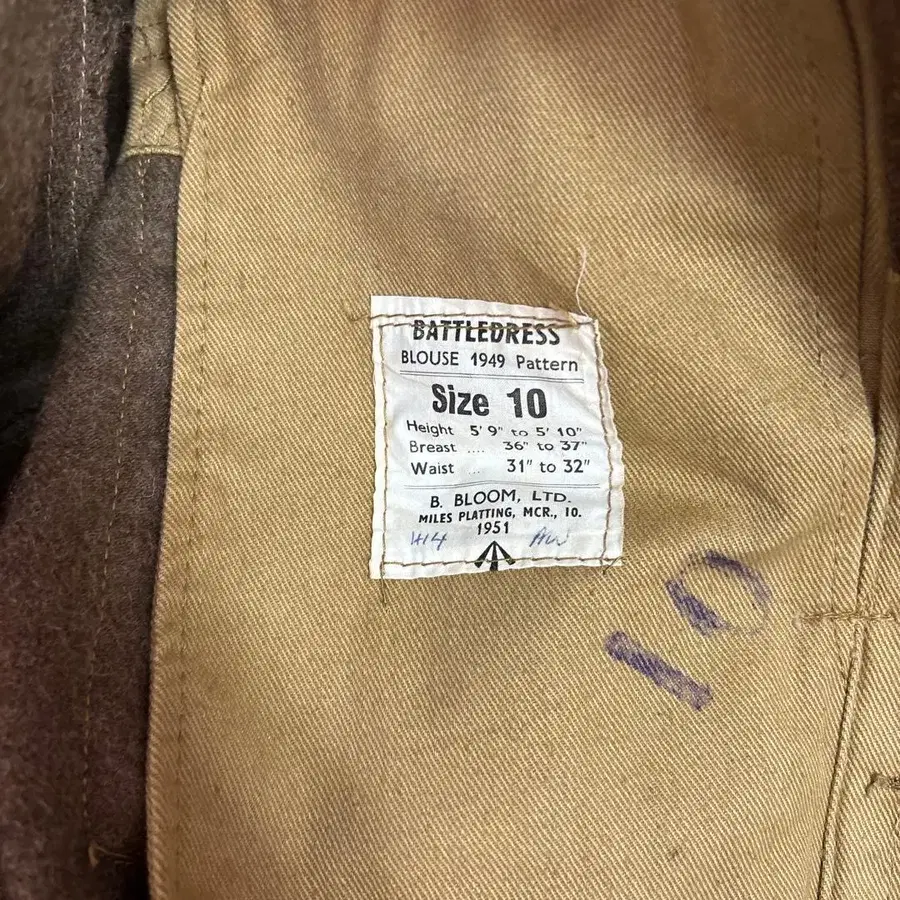 BATTLEDRESS
BLOUSE 1949 Pattern
Size 10
Height 5' 9" to 5' 10"
Breast .... 36" to 37"
Waist ... 31" to 32"
B. BLOOM, LTD.
MILES PLATTING, MCR., 10.
1951
414
10